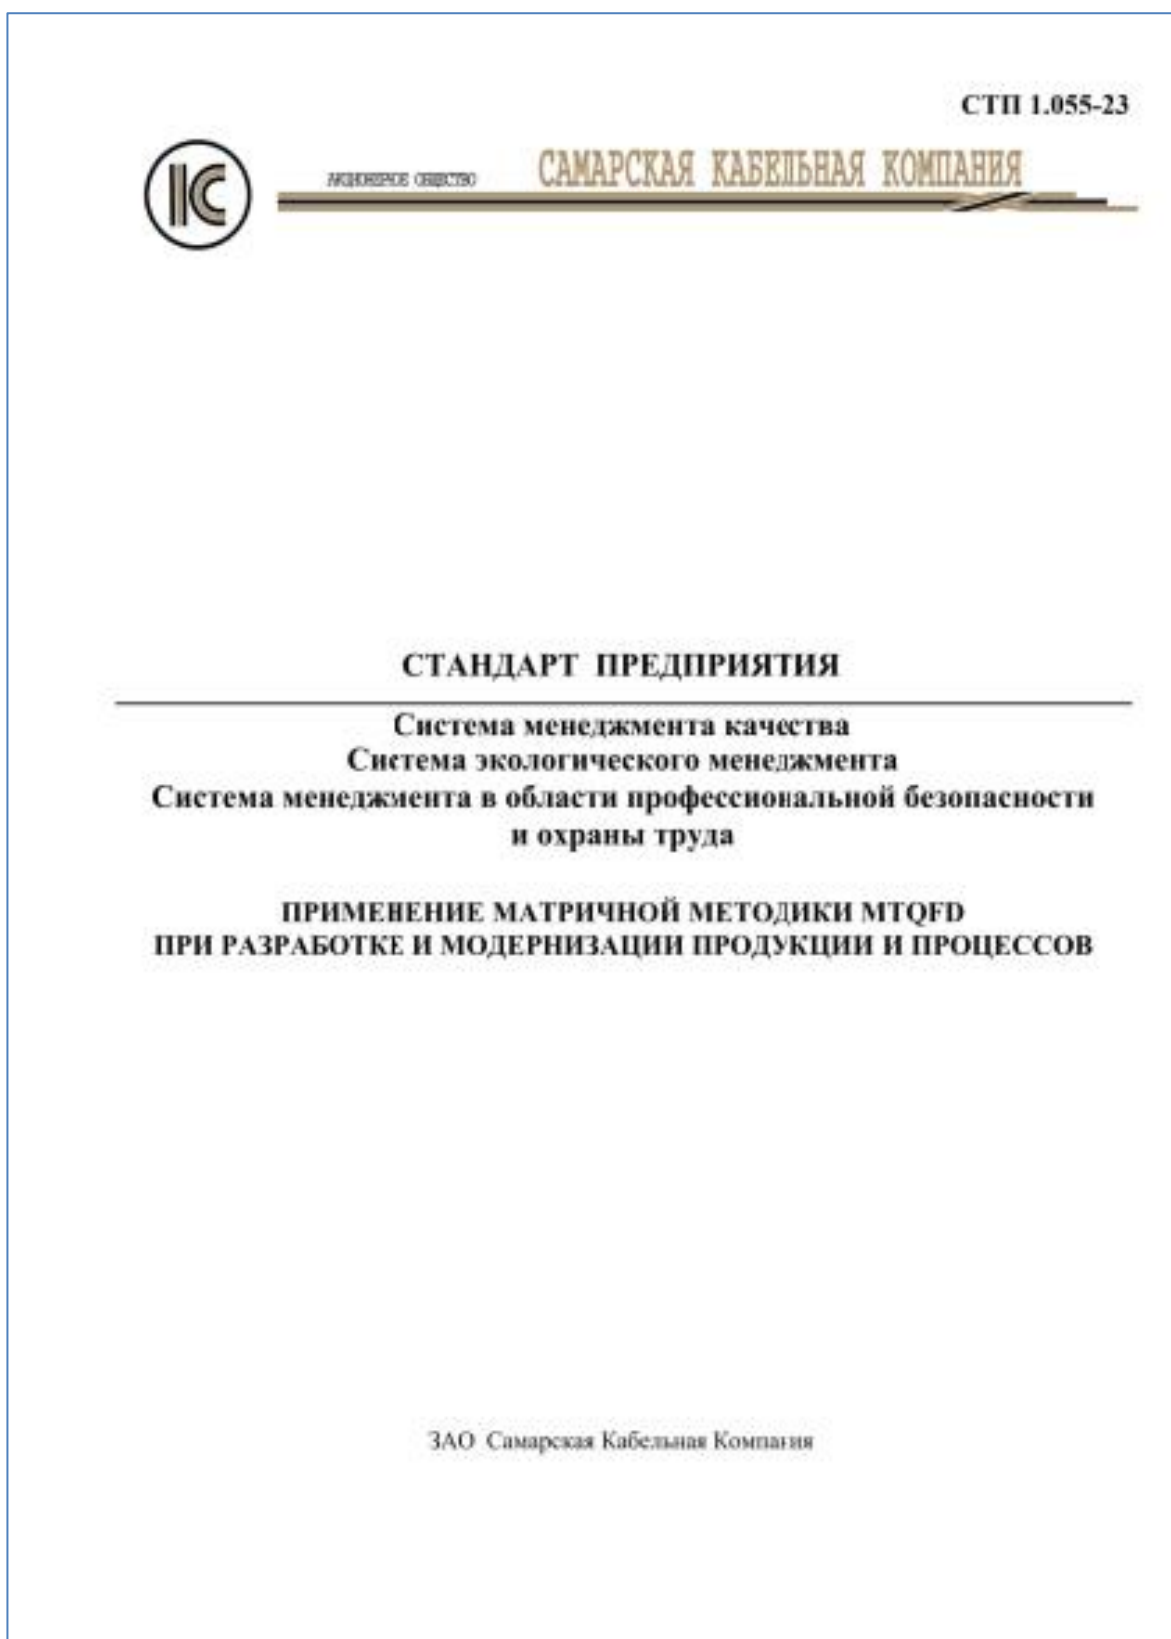 СТП 1.055-23
АКЦИОНЕРНОЕ ОБЩЕСТВО САМАРСКАЯ КАБЕЛЬНАЯ КОМПАНИЯ
СТАНДАРТ ПРЕДПРИЯТИЯ
Система менеджмента качества
Система экологического менеджмента
Система менеджмента в области профессиональной безопасности
и охраны труда
ПРИМЕНЕНИЕ МАТРИЧНОЙ МЕТОДИКИ MTQFD
ПРИ РАЗРАБОТКЕ И МОДЕРНИЗАЦИИ ПРОДУКЦИИ И ПРОЦЕССОВ
ЗАО Самарская Кабельная Компания